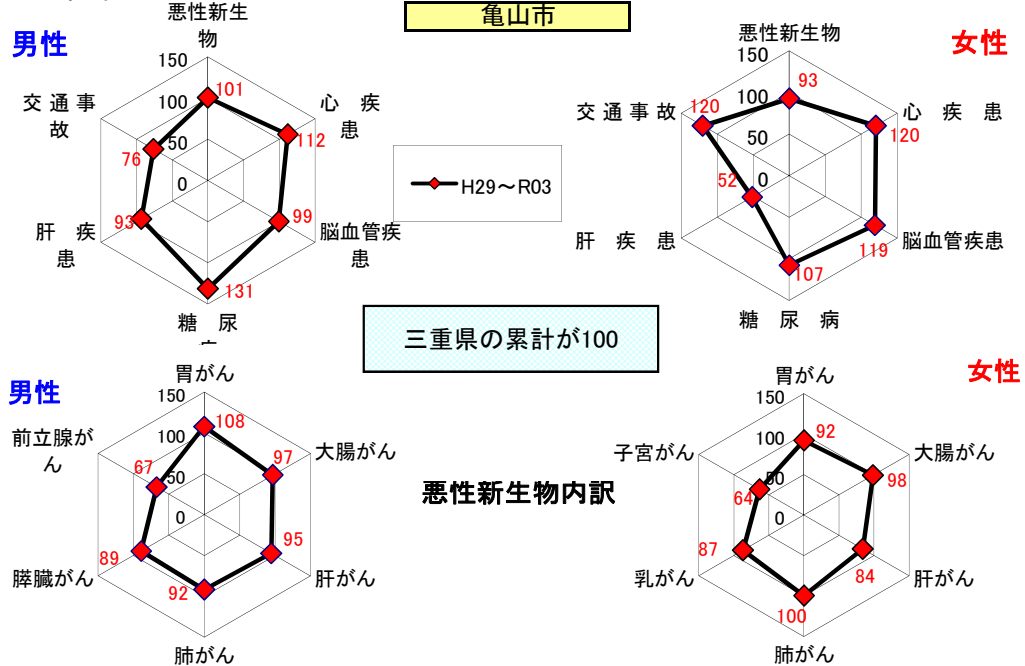 亀山市
男性
悪性新生
物
150
100
50
0
101
心 疾
患
112
99
脳血管疾
患
131
糖 尿
93
肝 疾
患
76
交 通 事
故
H29～R03
女性
悪性新生物
150
100
50
0
93
心 疾 患
120
脳血管疾患
119
107
糖 尿 病
52
肝 疾 患
120
交 通 事 故
三重県の累計が100
男性
胃がん
150
100
50
0
108
大腸がん
97
95
肝がん
92
肺がん
89
膵臓がん
67
前立腺が
ん
悪性新生物内訳
女性
胃がん
150
100
50
0
92
大腸がん
98
84
肝がん
100
肺がん
87
乳がん
64
子宮がん